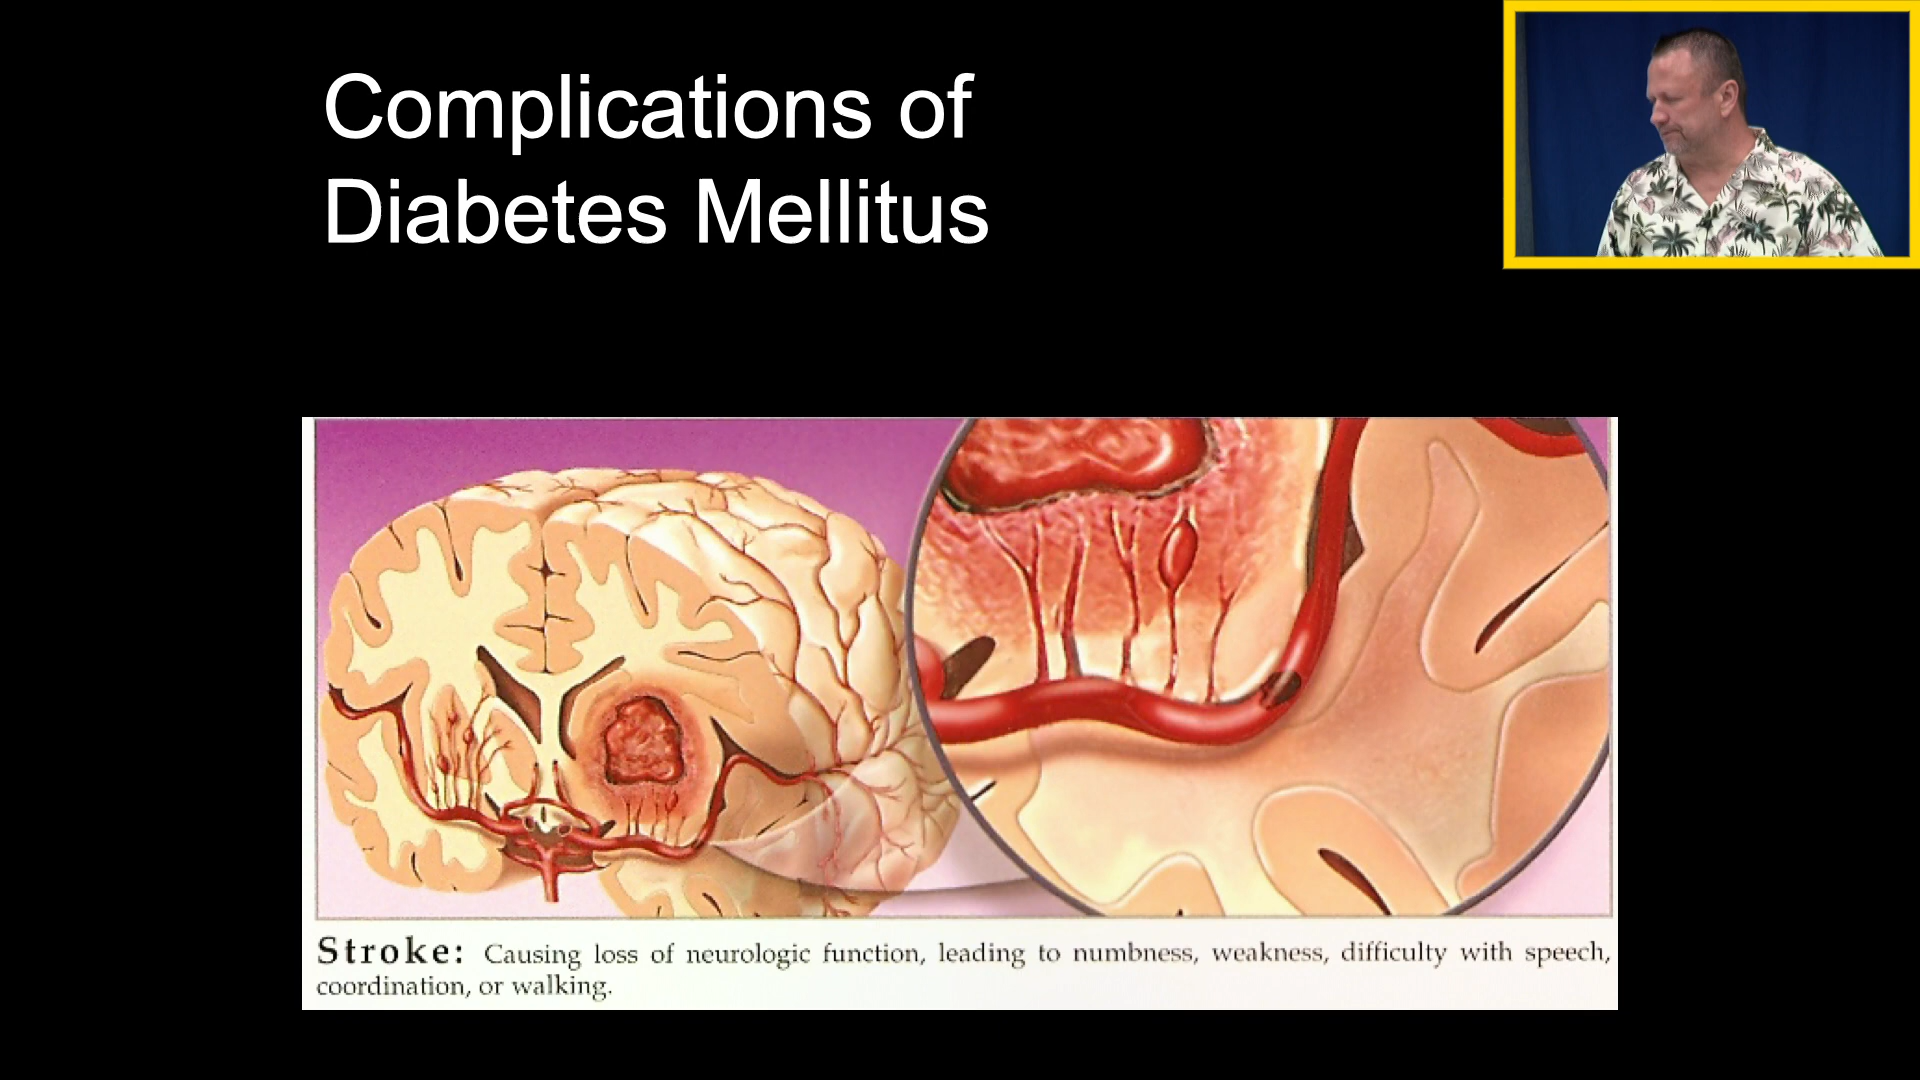 Complications of
Diabetes Mellitus
Stroke: Causing loss of neurologic function, leading to numbness, weakness, difficulty with speech,
coordination, or walking.